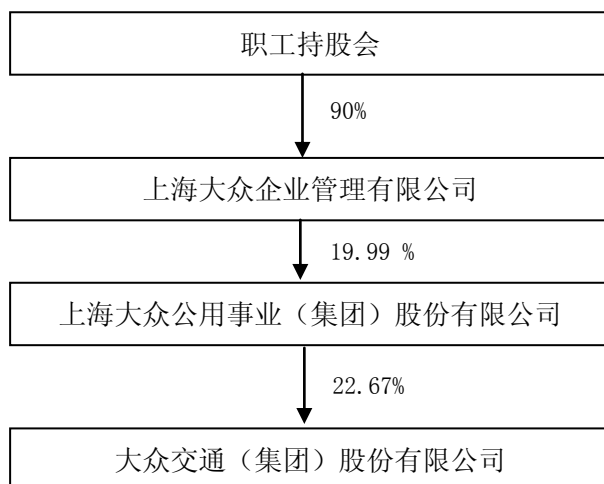 职工持股会
90%
上海大众企业管理有限公司
19.99 %
上海大众公用事业（集团）股份有限公司
22.67%
大众交通（集团）股份有限公司